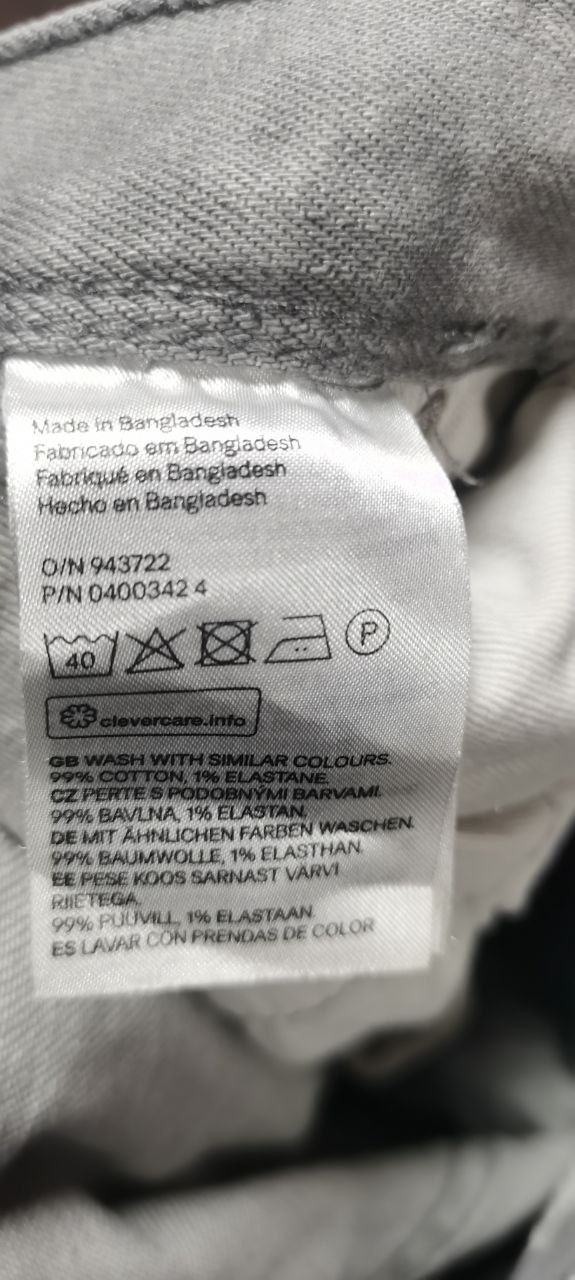 Made in Bangladesh
Fabricado em Bangladesh
Fabriqué en Bangladesh
Hecho en Bangladesh
O/N 943722
P/N 0400342 4
40 P
clevercare.info
GB WASH WITH SIMILAR COLOURS.
99% COTTON, 1% ELASTANE.
CZ PERTE S PODOBNÝMI BARVAMI.
99% BAVLNA, 1% ELASTAN.
DE MIT ÄHNLICHEN FARBEN WASCHEN.
99% BAUMWOLLE, 1% ELASTHAN.
EE PESE KOOS SARNAST VÄRVI
RIIETEGA.
99% PUUVILL, 1% ELASTAAN.
ES LAVAR CON PRENDAS DE COLOR